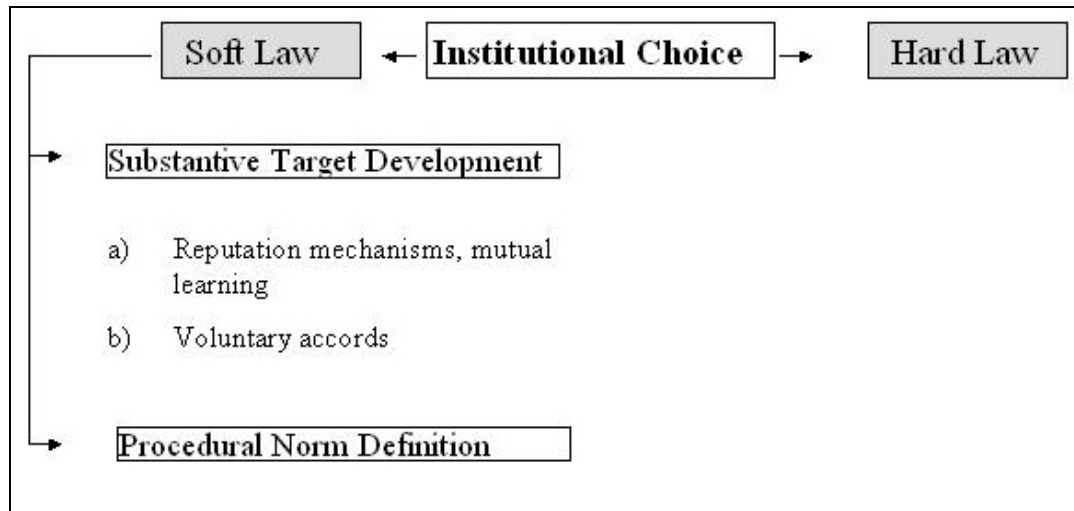 Soft Law
Institutional Choice
Hard Law
Substantive Target Development
a) Reputation mechanisms, mutual
learning
b) Voluntary accords
Procedural Norm Definition